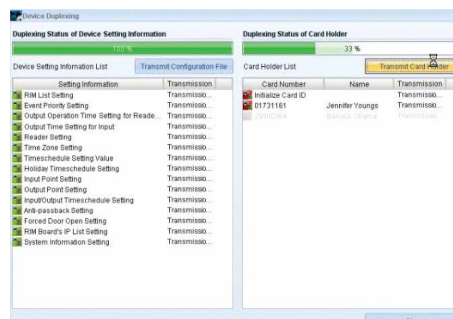 Device Duplexing
Duplexing Status of Device Setting Information
100 %
Device Setting Information List
Transmit Configuration File
Setting Information Transmission
RIM List Setting Transmissio...
Event Priority Setting Transmissio...
Output Operation Time Setting for Reade... Transmissio...
Output Time Setting for Input Transmissio...
Reader Setting Transmissio...
Time Zone Setting Transmissio...
Timeschedule Setting Value Transmissio...
Holiday Timeschedule Setting Transmissio...
Input Point Setting Transmissio...
Output Point Setting Transmissio...
Input/Output Timeschedule Setting Transmissio...
Anti-passback Setting Transmissio...
Forced Door Open Setting Transmissio...
RIM Board's IP List Setting Transmissio...
System Information Setting Transmissio...
Duplexing Status of Card Holder
33 %
Card Holder List
Transmit Card Holder
Card Number Name Transmission
Initialize Card ID Transmissio...
01731161 Jennifer Youngs Transmissio...